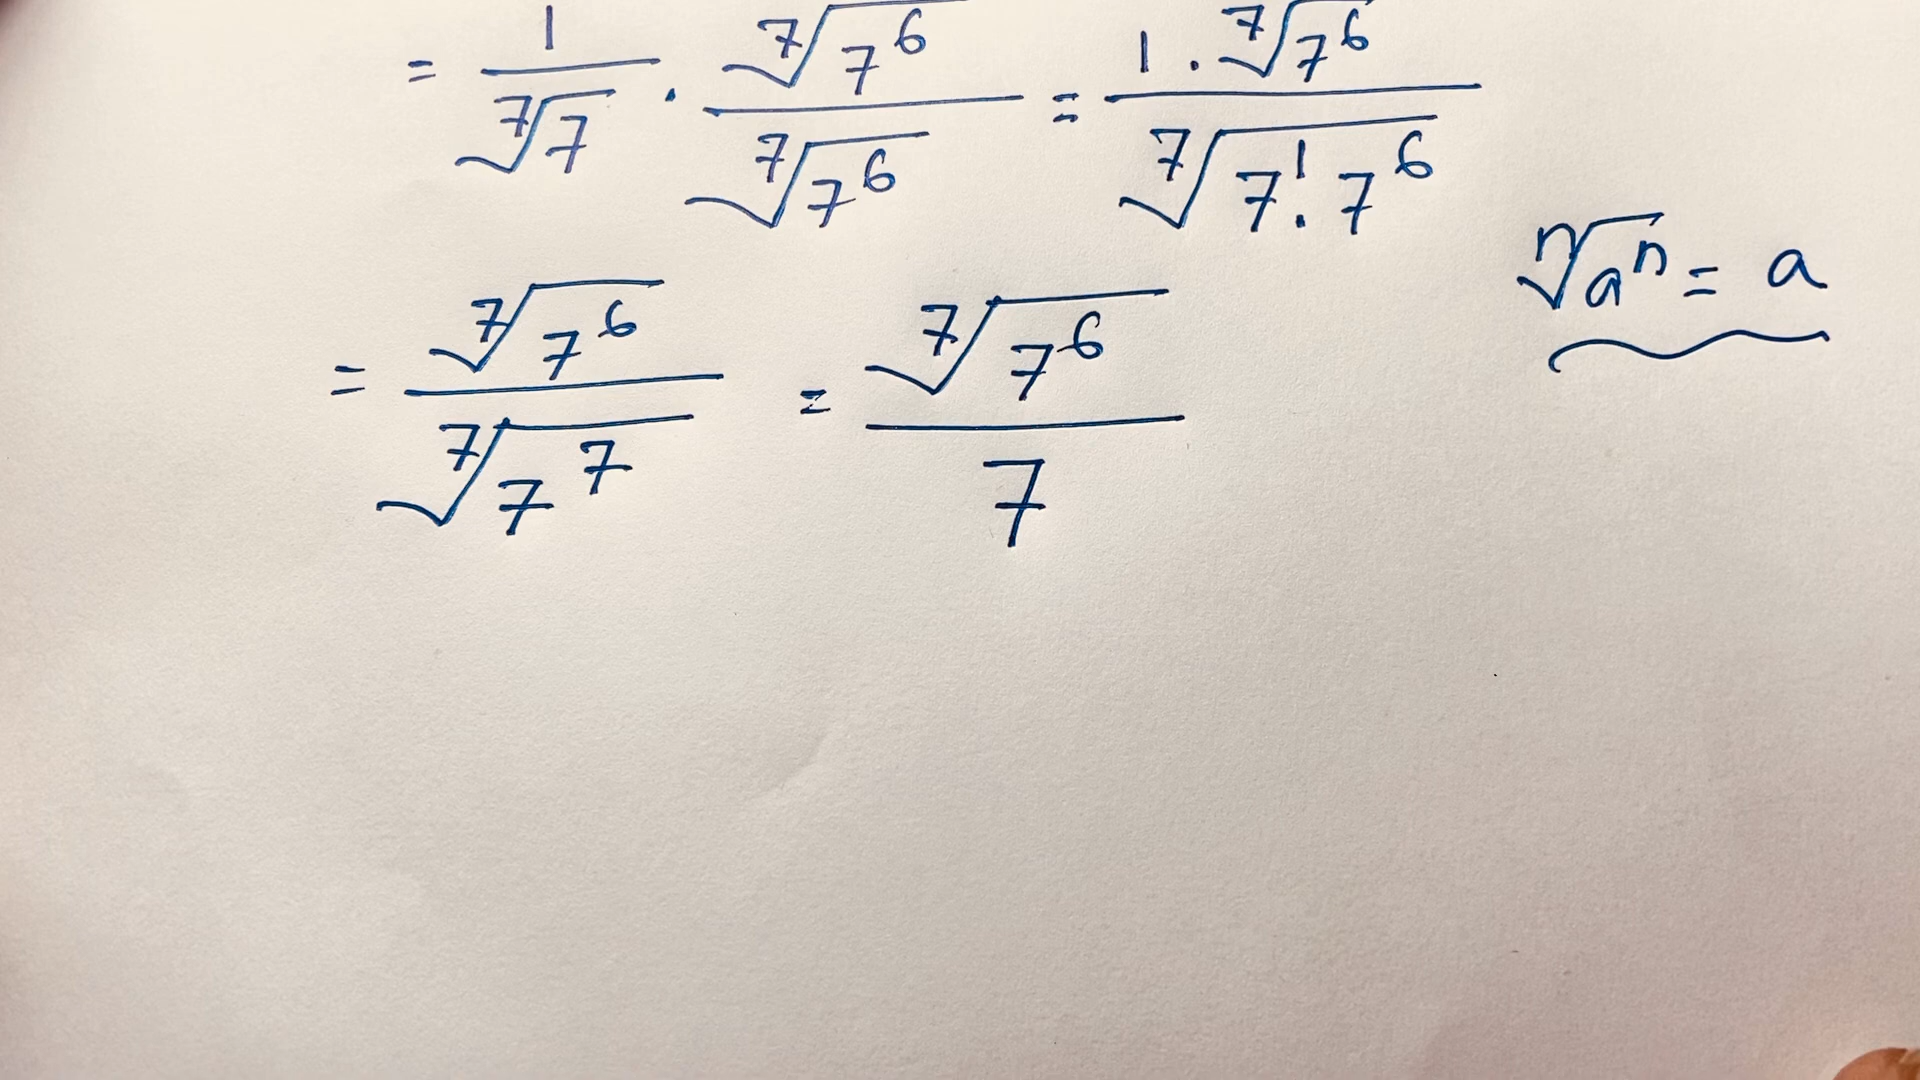 = 1/⁷√7 · ⁷√7⁶/⁷√7⁶ = 1 · ⁷√7⁶/⁷√7¹ · 7⁶
ⁿ√aⁿ = a
= ⁷√7⁶/⁷√7⁷ = ⁷√7⁶/7